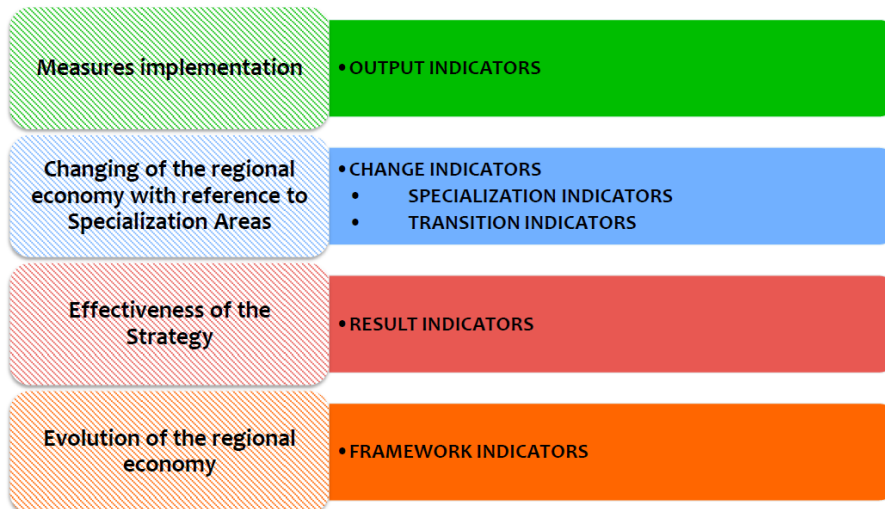 Measures implementation
• OUTPUT INDICATORS
Changing of the regional
economy with reference to
Specialization Areas
• CHANGE INDICATORS
• SPECIALIZATION INDICATORS
• TRANSITION INDICATORS
Effectiveness of the
Strategy
• RESULT INDICATORS
Evolution of the regional
economy
• FRAMEWORK INDICATORS